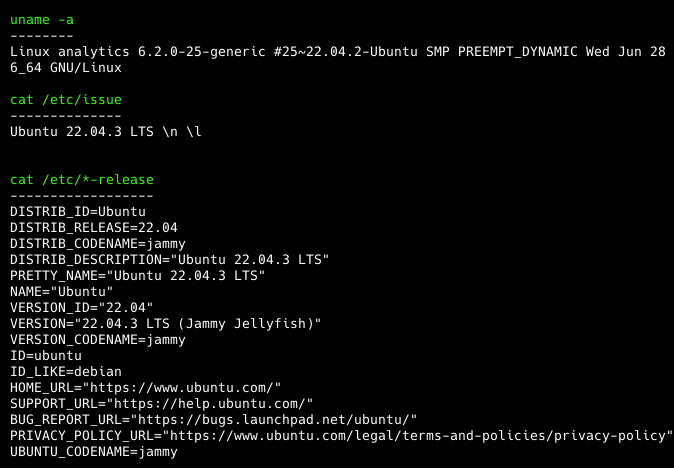 uname -a
--------
Linux analytics 6.2.0-25-generic #25~22.04.2-Ubuntu SMP PREEMPT_DYNAMIC Wed Jun 28
6_64 GNU/Linux
cat /etc/issue
--------------
Ubuntu 22.04.3 LTS \n \l
cat /etc/*-release
------------------
DISTRIB_ID=Ubuntu
DISTRIB_RELEASE=22.04
DISTRIB_CODENAME=jammy
DISTRIB_DESCRIPTION="Ubuntu 22.04.3 LTS"
PRETTY_NAME="Ubuntu 22.04.3 LTS"
NAME="Ubuntu"
VERSION_ID="22.04"
VERSION="22.04.3 LTS (Jammy Jellyfish)"
VERSION_CODENAME=jammy
ID=ubuntu
ID_LIKE=debian
HOME_URL="https://www.ubuntu.com/"
SUPPORT_URL="https://help.ubuntu.com/"
BUG_REPORT_URL="https://bugs.launchpad.net/ubuntu/"
PRIVACY_POLICY_URL="https://www.ubuntu.com/legal/terms-and-policies/privacy-policy"
UBUNTU_CODENAME=jammy